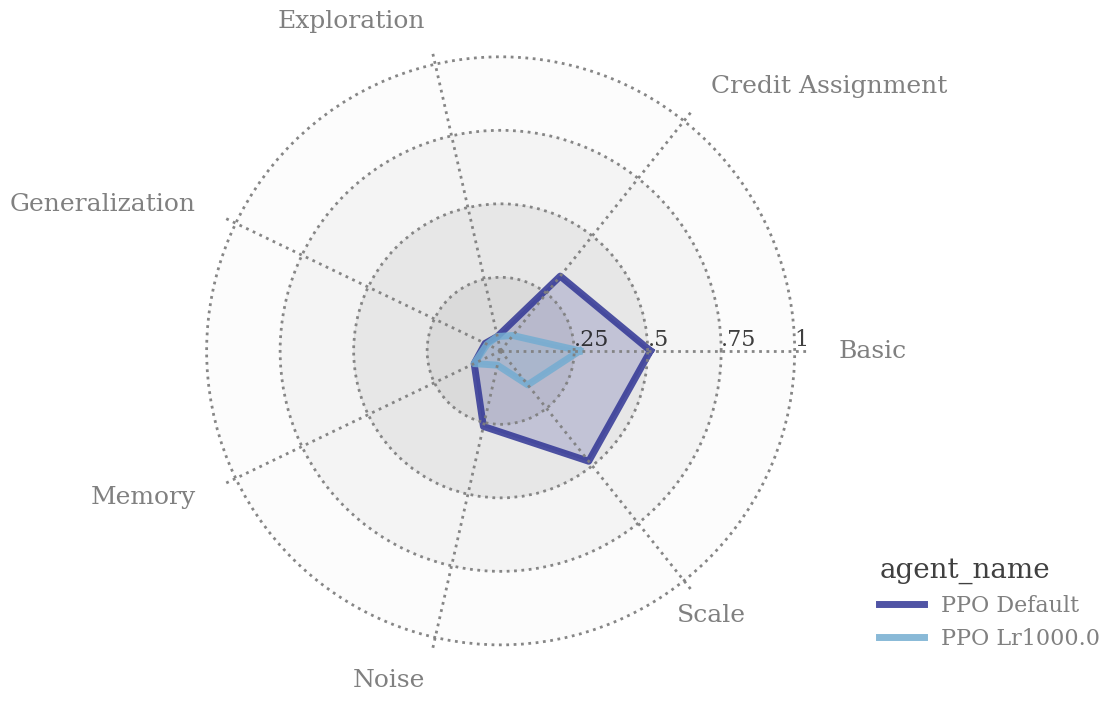 Exploration
Credit Assignment
Generalization
.25
.5
.75
1
Basic
Memory
Scale
Noise
agent_name
PPO Default
PPO Lr1000.0